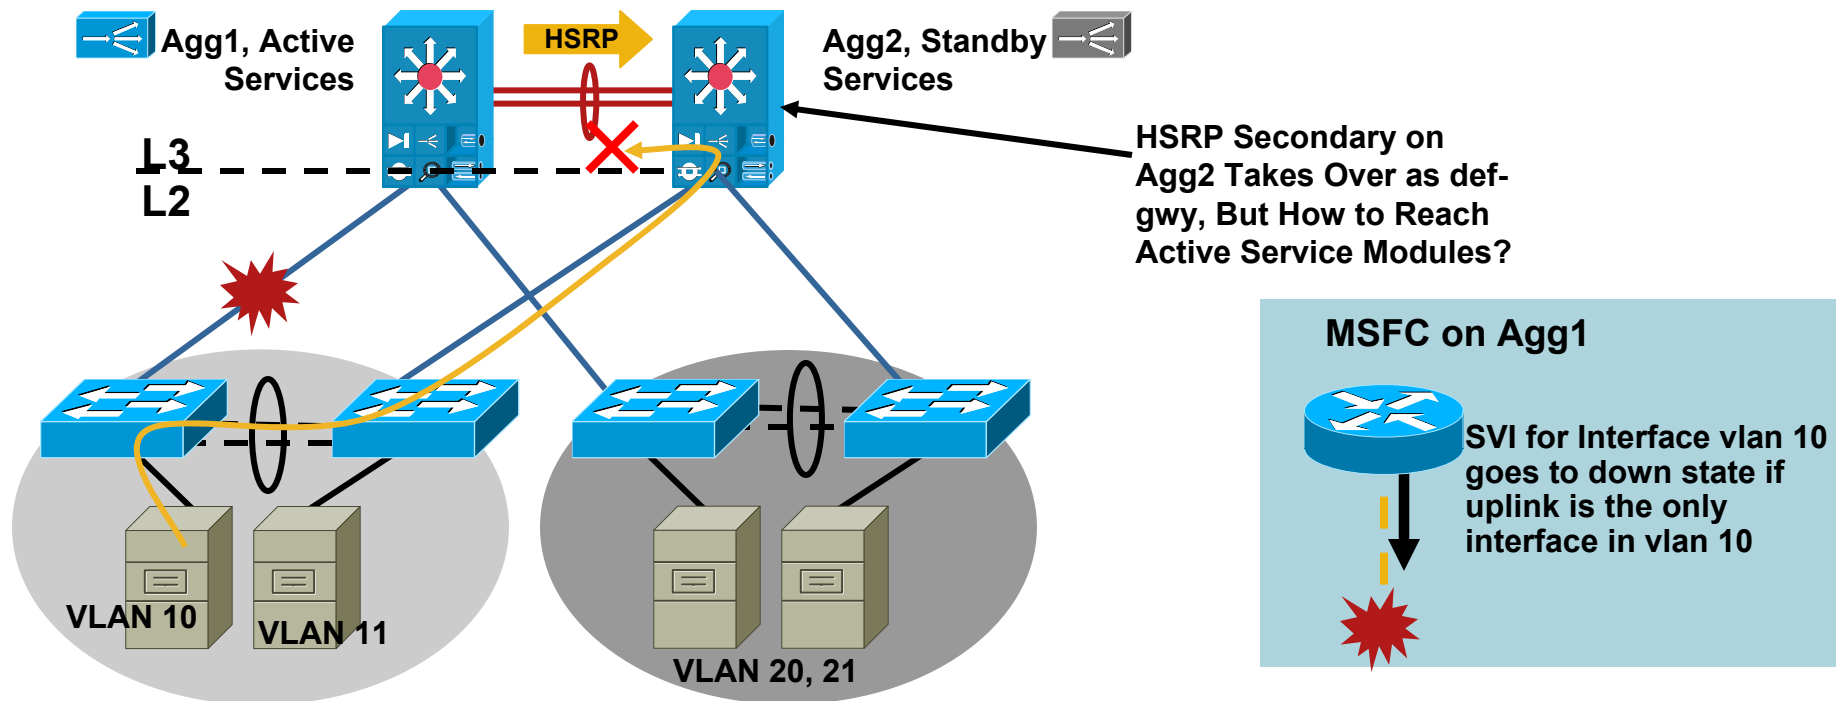 Agg1, Active
Services
HSRP
Agg2, Standby
Services
L3
L2
HSRP Secondary on
Agg2 Takes Over as def-
gwy, But How to Reach
Active Service Modules?
MSFC on Agg1
SVI for Interface vlan 10
goes to down state if
uplink is the only
interface in vlan 10
VLAN 10
VLAN 11
VLAN 20, 21